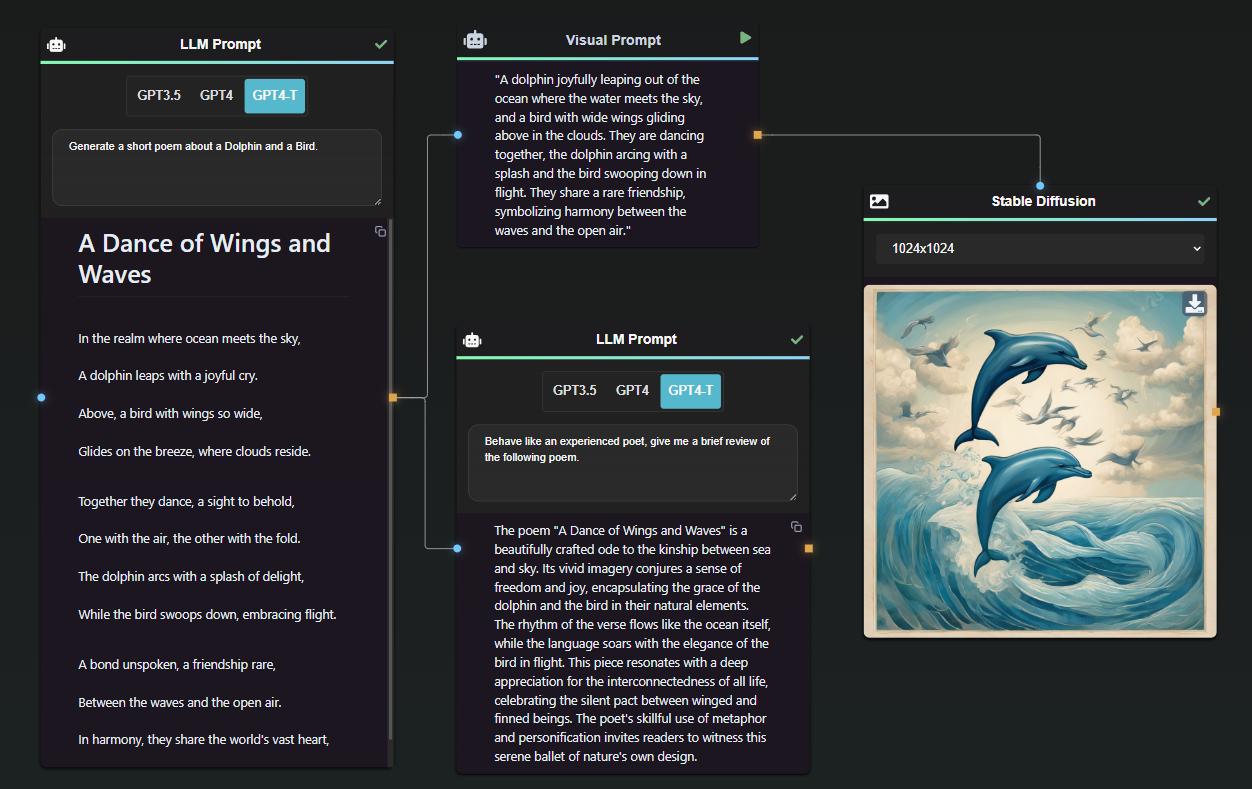 LLM Prompt
GPT3.5 GPT4 GPT4-T
Generate a short poem about a Dolphin and a Bird.
A Dance of Wings and
Waves
In the realm where ocean meets the sky,
A dolphin leaps with a joyful cry.
Above, a bird with wings so wide,
Glides on the breeze, where clouds reside.
Together they dance, a sight to behold,
One with the air, the other with the fold.
The dolphin arcs with a splash of delight,
While the bird swoops down, embracing flight.
A bond unspoken, a friendship rare,
Between the waves and the open air.
In harmony, they share the world's vast heart,
Visual Prompt
"A dolphin joyfully leaping out of the
ocean where the water meets the sky,
and a bird with wide wings gliding
above in the clouds. They are dancing
together, the dolphin arcing with a
splash and the bird swooping down in
flight. They share a rare friendship,
symbolizing harmony between the
waves and the open air."
LLM Prompt
GPT3.5 GPT4 GPT4-T
Behave like an experienced poet, give me a brief review of
the following poem.
The poem "A Dance of Wings and Waves" is a
beautifully crafted ode to the kinship between sea
and sky. Its vivid imagery conjures a sense of
freedom and joy, encapsulating the grace of the
dolphin and the bird in their natural elements.
The rhythm of the verse flows like the ocean itself,
while the language soars with the elegance of the
bird in flight. This piece resonates with a deep
appreciation for the interconnectedness of all life,
celebrating the silent pact between winged and
finned beings. The poet's skillful use of metaphor
and personification invites readers to witness this
serene ballet of nature's own design.
Stable Diffusion
1024x1024